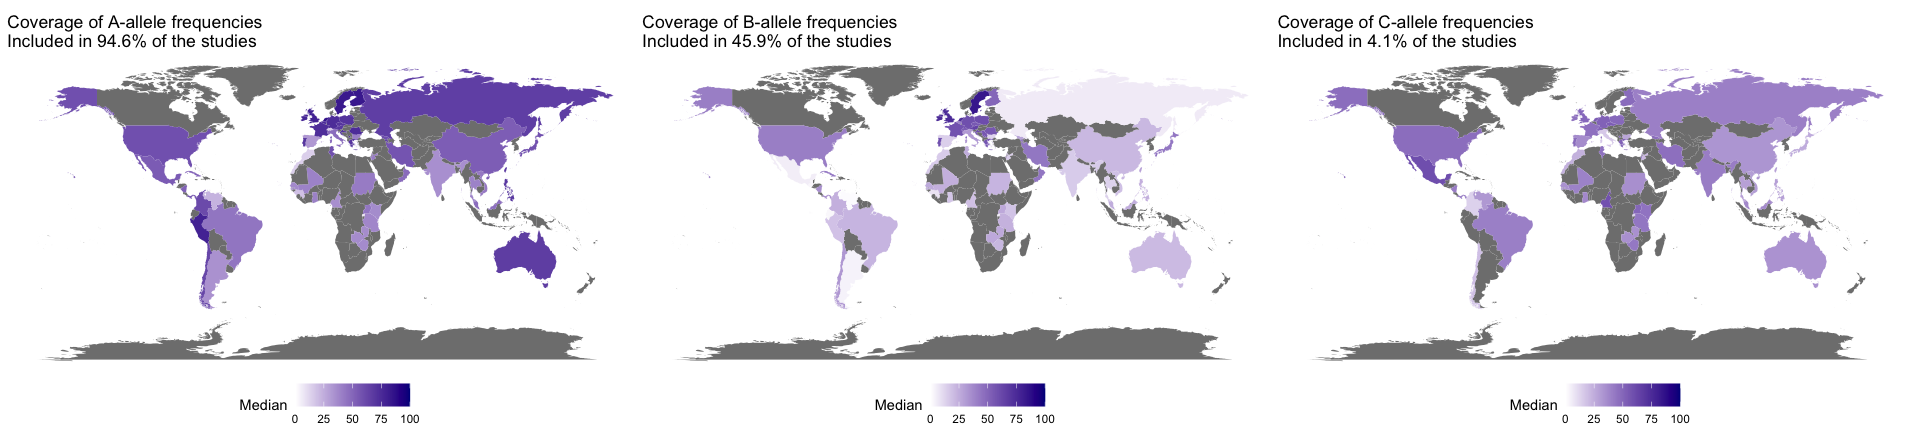 Coverage of A-allele frequencies
Included in 94.6% of the studies
Coverage of B-allele frequencies
Included in 45.9% of the studies
Coverage of C-allele frequencies
Included in 4.1% of the studies
Median
0 25 50 75 100
Median
0 25 50 75 100
Median
0 25 50 75 100